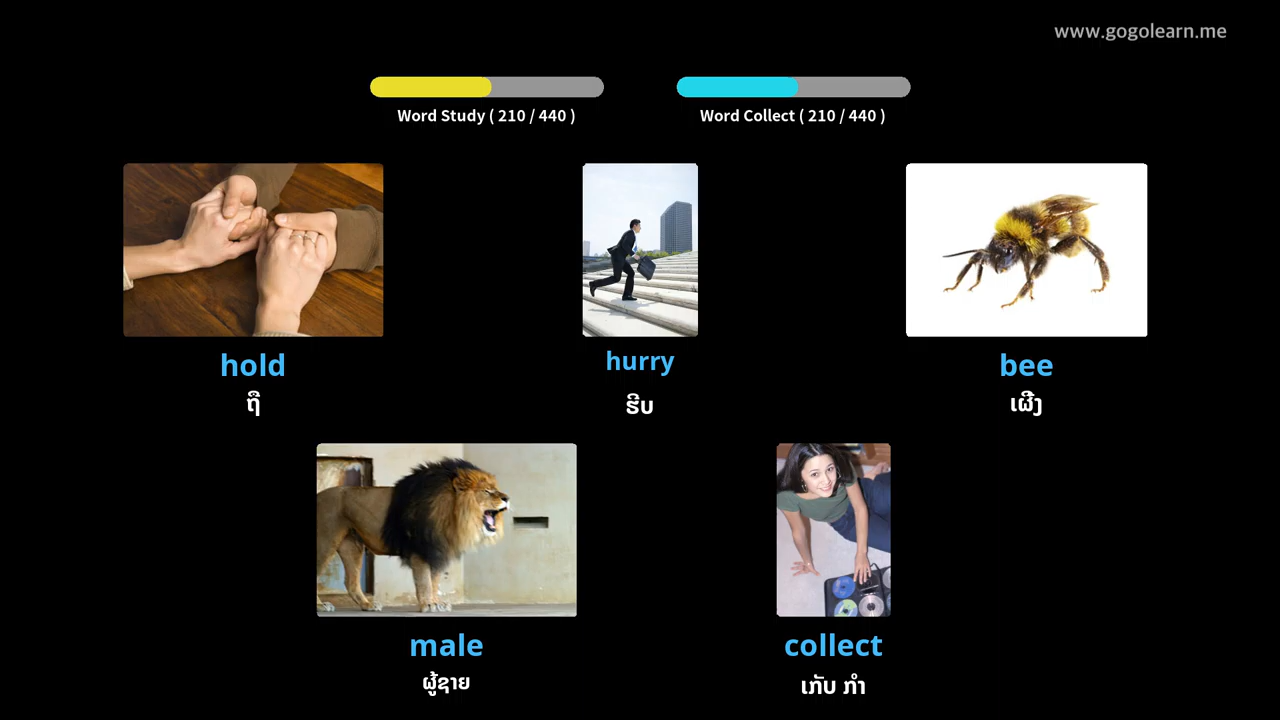 www.gogolearn.me
Word Study ( 210 / 440 )
Word Collect ( 210 / 440 )
hold
ຖື
hurry
ຮີບ
bee
ເຜີ້ງ
male
ຜູ້ຊາຍ
collect
ເກັບ ກຳ